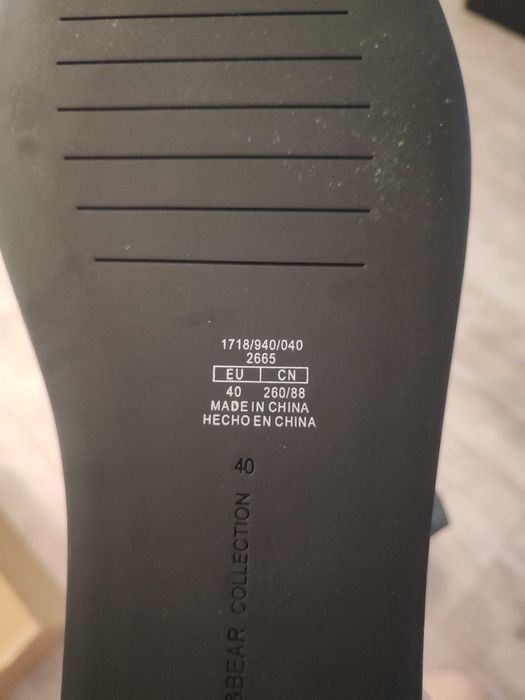 1718/940/040
2665
EU CN
40 260/88
MADE IN CHINA
HECHO EN CHINA
40
&BEAR COLLECTION